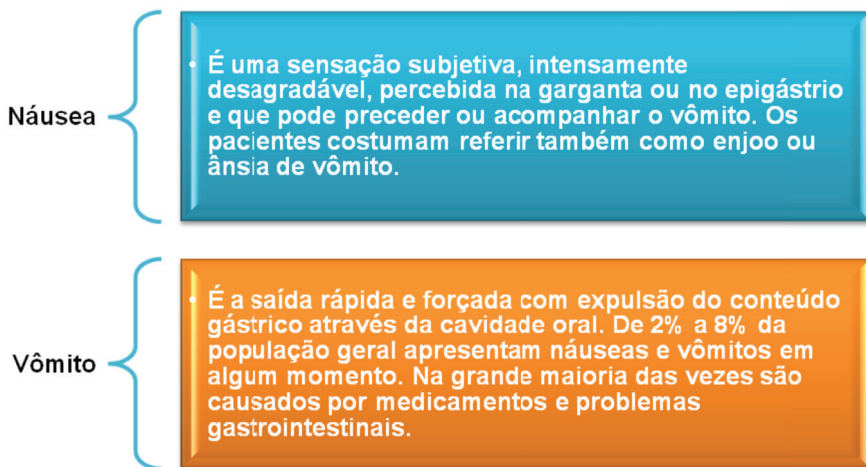 Náusea
• É uma sensação subjetiva, intensamente
desagradável, percebida na garganta ou no epigástrio
e que pode preceder ou acompanhar o vômito. Os
pacientes costumam referir também como enjoo ou
ânsia de vômito.
Vômito
• É a saída rápida e forçada com expulsão do conteúdo
gástrico através da cavidade oral. De 2% a 8% da
população geral apresentam náuseas e vômitos em
algum momento. Na grande maioria das vezes são
causados por medicamentos e problemas
gastrointestinais.